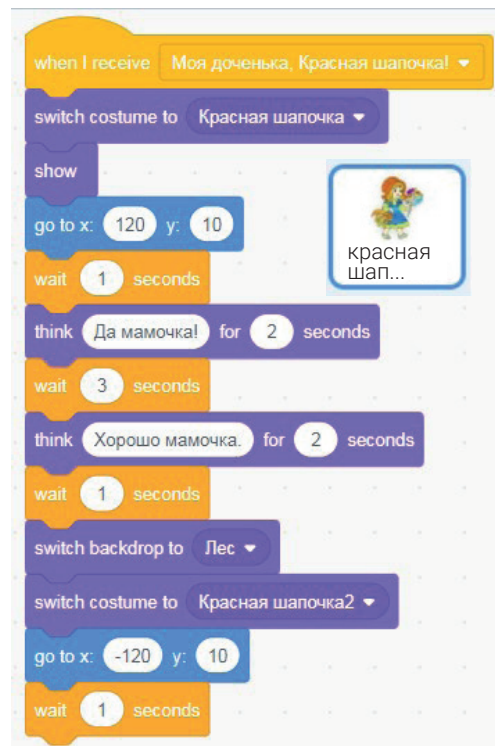 when I receive Моя доченька, Красная шапочка!
switch costume to Красная шапочка
show
go to x: 120 y: 10
красная
шап...
wait 1 seconds
think Да мамочка! for 2 seconds
wait 3 seconds
think Хорошо мамочка. for 2 seconds
wait 1 seconds
switch backdrop to Лес
switch costume to Красная шапочка2
go to x: -120 y: 10
wait 1 seconds